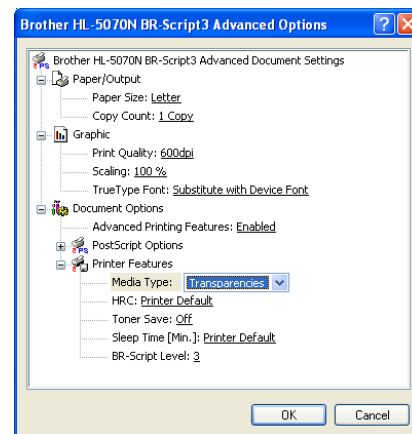 Brother HL-5070N BR-Script3 Advanced Options
Brother HL-5070N BR-Script3 Advanced Document Settings
Paper/Output
Paper Size: Letter
Copy Count: 1 Copy
Graphic
Print Quality: 600dpi
Scaling: 100 %
TrueType Font: Substitute with Device Font
Document Options
Advanced Printing Features: Enabled
PostScript Options
Printer Features
Media Type: Transparencies
HRC: Printer Default
Toner Save: Off
Sleep Time [Min.]: Printer Default
BR-Script Level: 3
OK Cancel